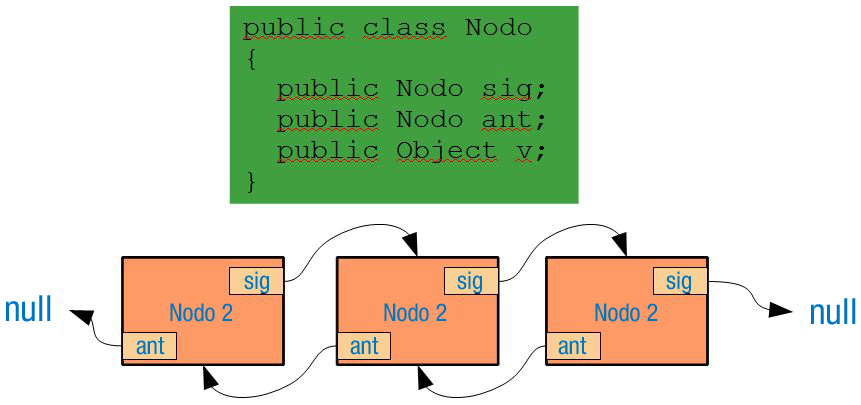 public class Nodo
{
public Nodo sig;
public Nodo ant;
public Object v;
}
sig
sig
sig
null
Nodo 2
Nodo 2
Nodo 2
null
ant
ant
ant